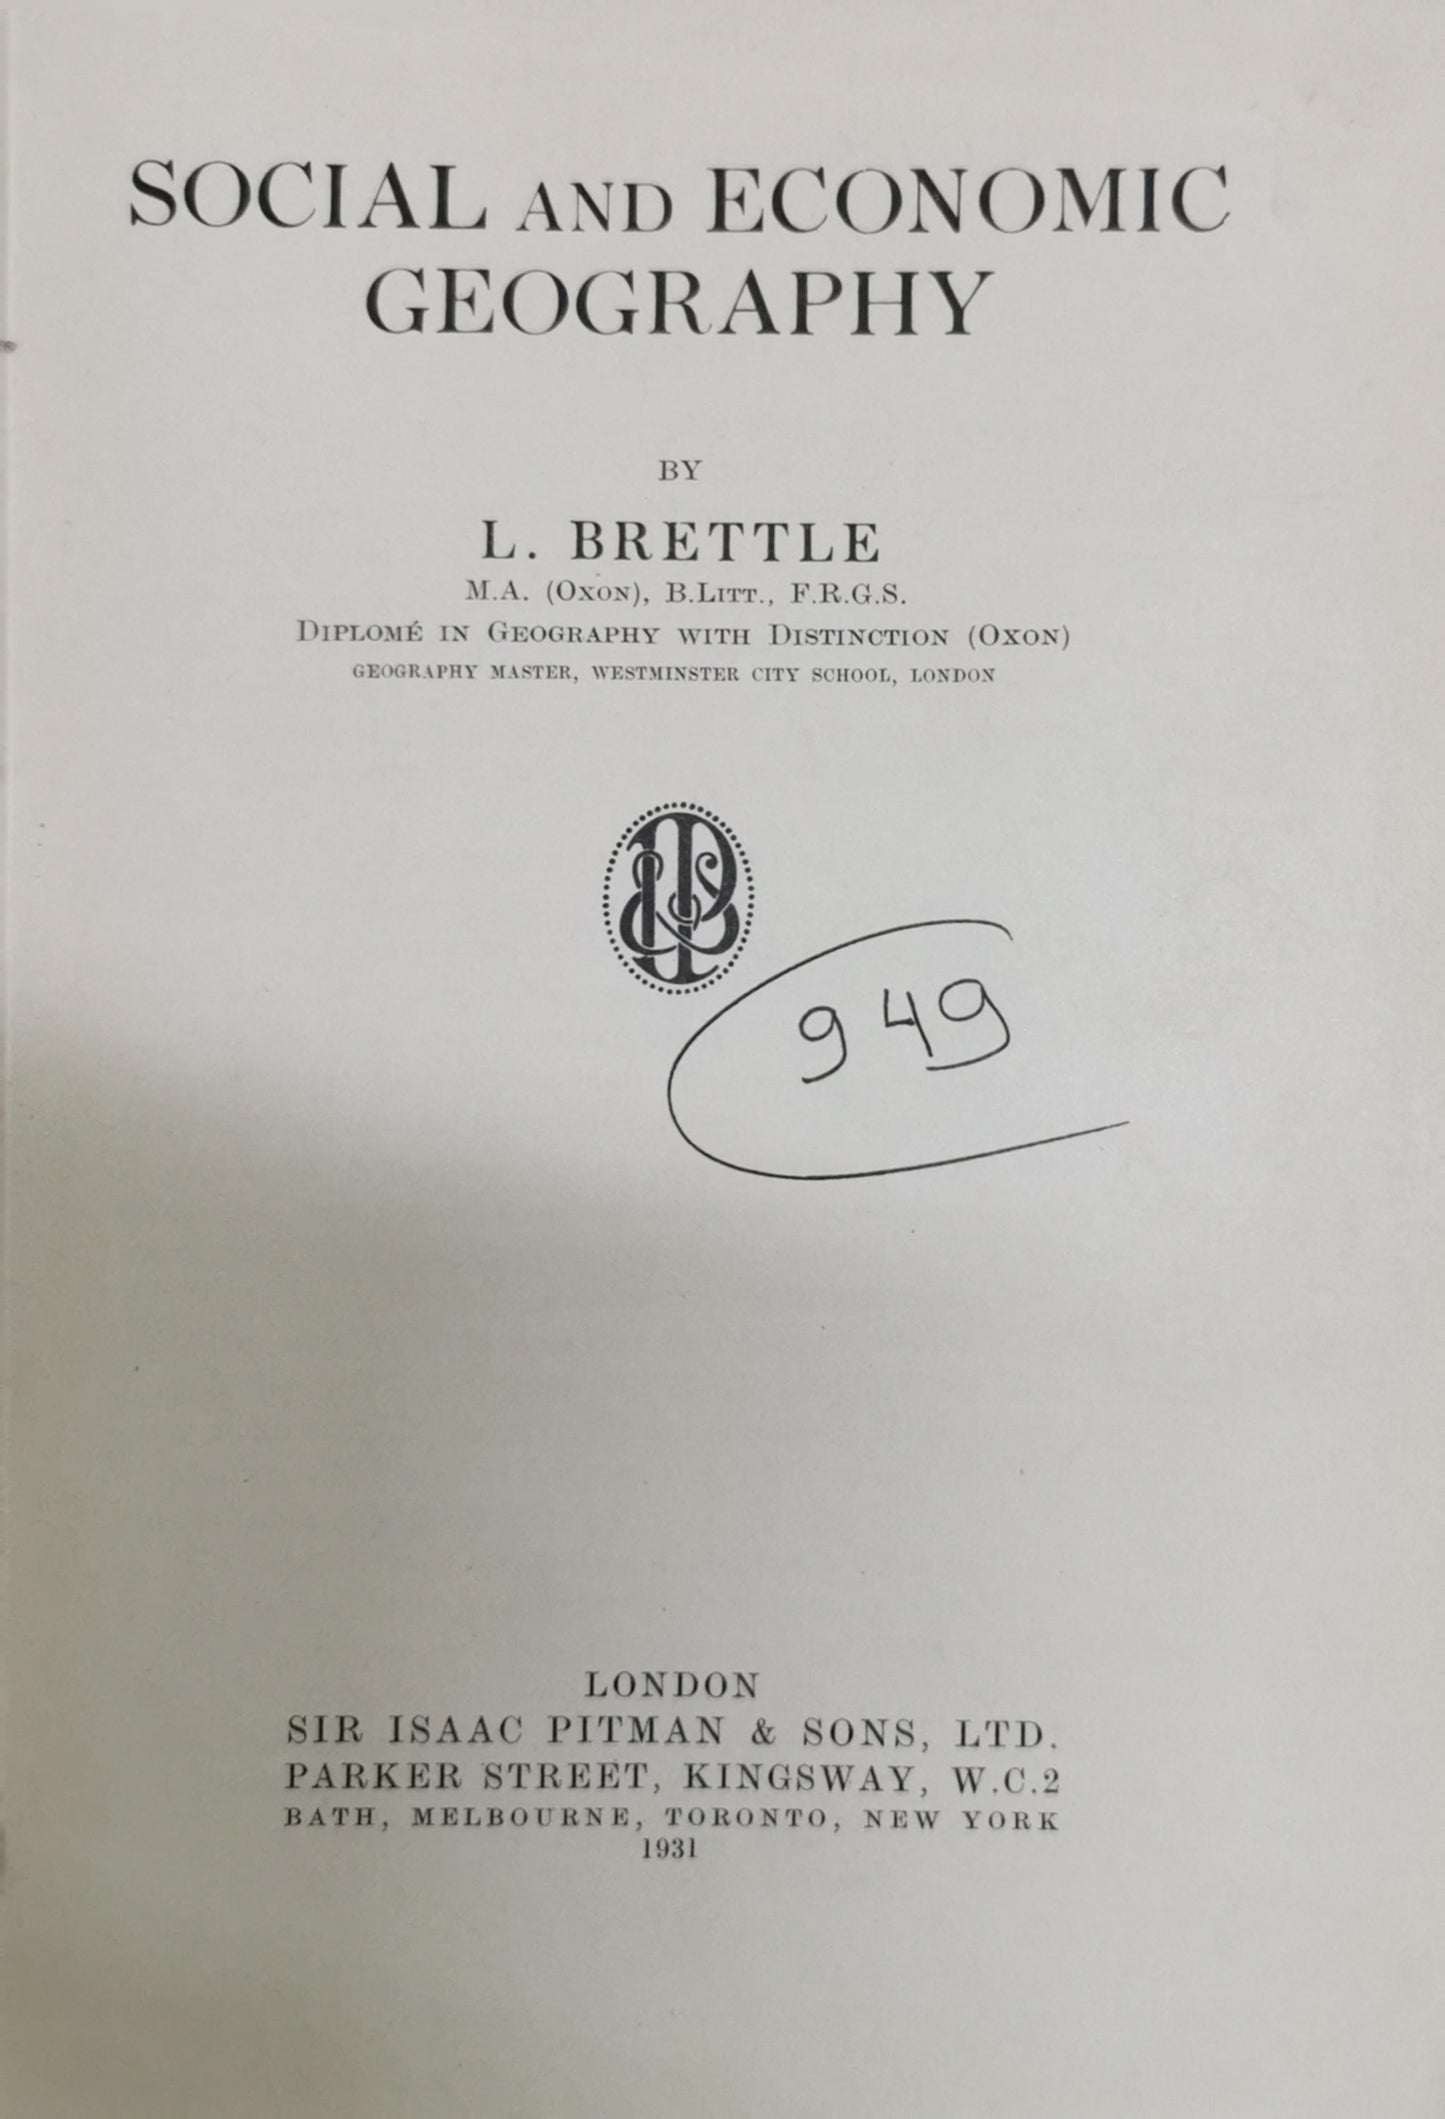 SOCIAL AND ECONOMIC
GEOGRAPHY
BY
L. BRETTLE
M.A. (OXON), B.LITT., F.R.G.S.
DIPLOMÉ IN GEOGRAPHY WITH DISTINCTION (OXON)
GEOGRAPHY MASTER, WESTMINSTER CITY SCHOOL, LONDON
949
LONDON
SIR ISAAC PITMAN & SONS, LTD.
PARKER STREET, KINGSWAY, W.C.2
BATH, MELBOURNE, TORONTO, NEW YORK
1931